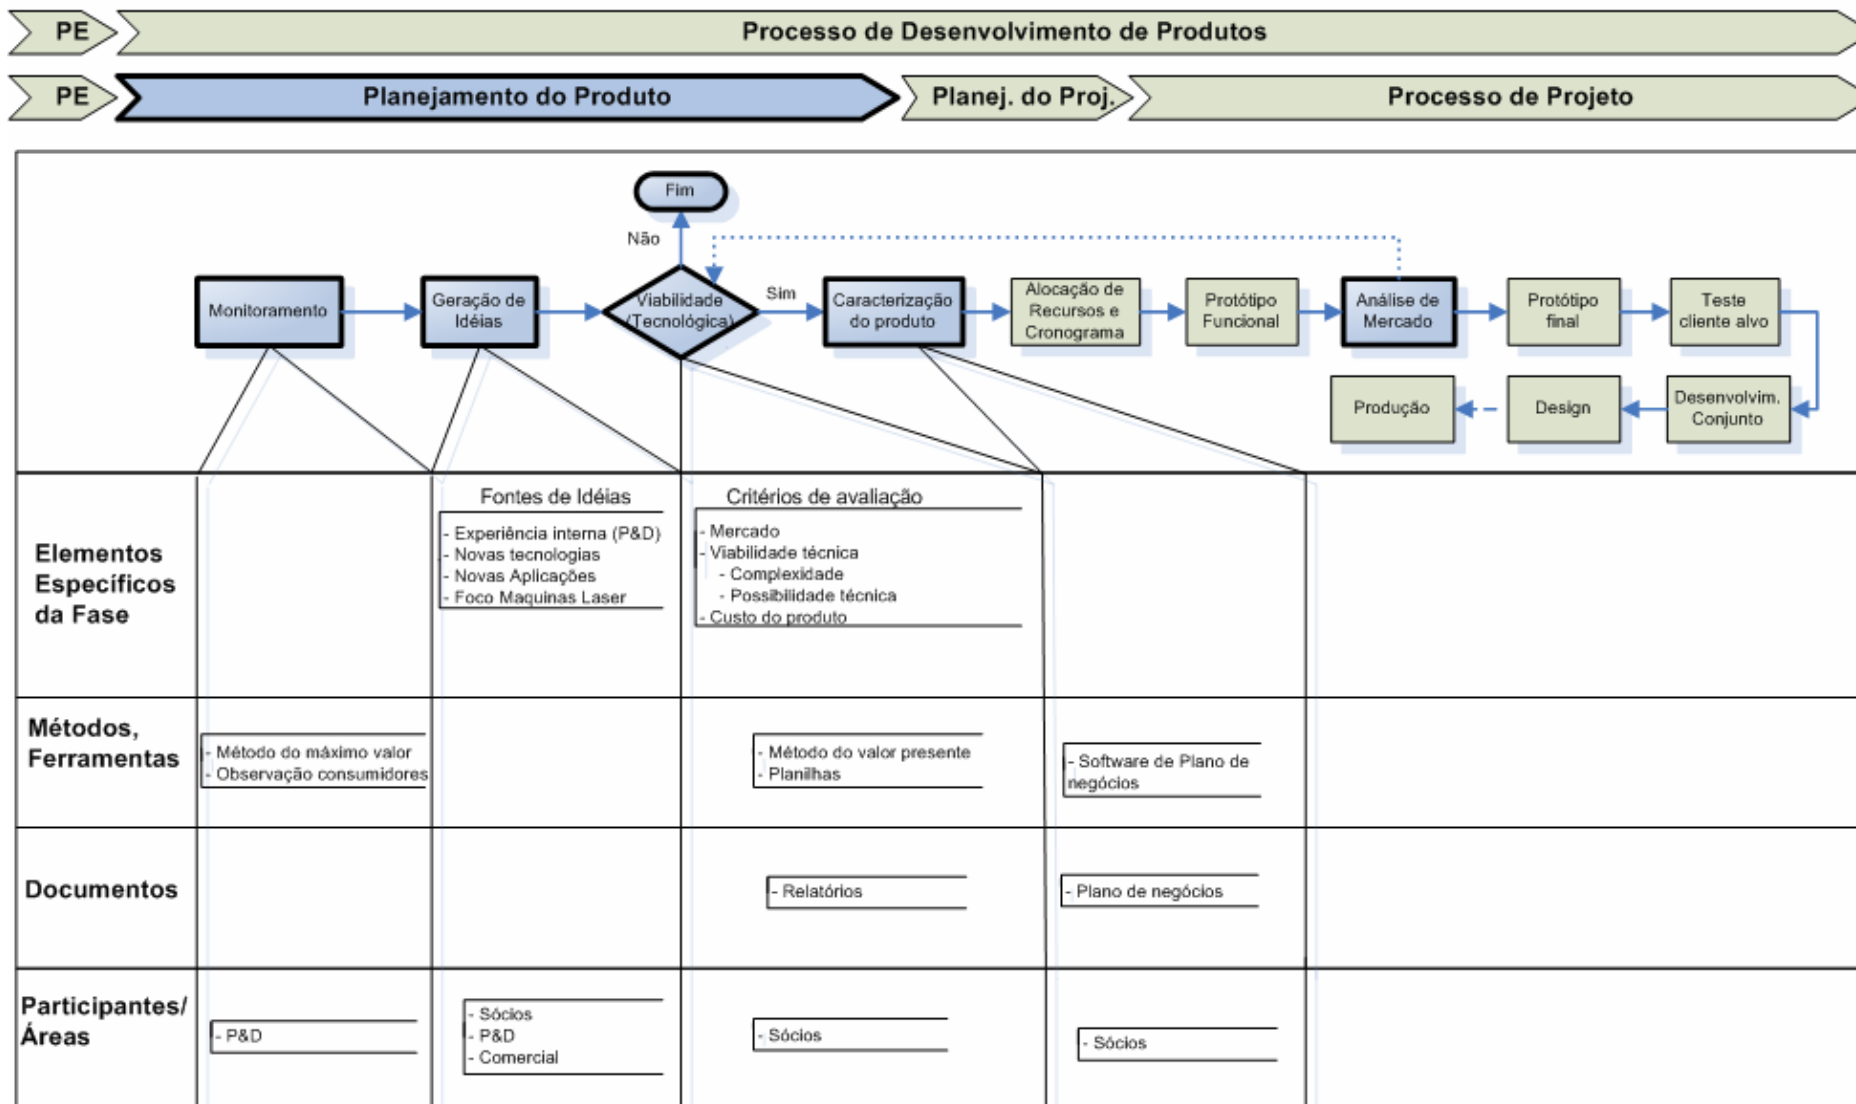 PE
Processo de Desenvolvimento de Produtos
PE
Planejamento do Produto
Planej. do Proj.
Processo de Projeto
Fim
Não
Monitoramento
Geração de
Idéias
Viabilidade
(Tecnológica)
Sim
Caracterização
do produto
Alocação de
Recursos e
Cronograma
Protótipo
Funcional
Análise de
Mercado
Protótipo
final
Teste
cliente alvo
Produção
Design
Desenvolvim.
Conjunto
Elementos
Específicos
da Fase
Fontes de Idéias
- Experiência interna (P&D)
- Novas tecnologias
- Novas Aplicações
- Foco Maquinas Laser
Critérios de avaliação
- Mercado
- Viabilidade técnica
- Complexidade
- Possibilidade técnica
- Custo do produto
Métodos,
Ferramentas
- Método do máximo valor
- Observação consumidores
- Método do valor presente
- Planilhas
- Software de Plano de
negócios
Documentos
- Relatórios
- Plano de negócios
Participantes/
Áreas
- P&D
- Sócios
- P&D
- Comercial
- Sócios
- Sócios